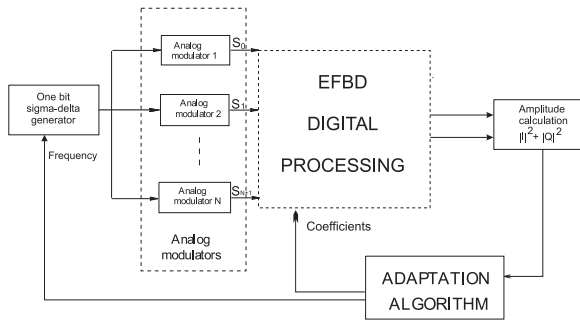 One bit
sigma-delta
generator
Frequency
Analog
modulator 1
Analog
modulator 2
Analog
modulator N
Analog
modulators
S0
S1
SN-1
EFBD
DIGITAL
PROCESSING
Coefficients
Amplitude
calculation
|I|²+ |Q|²
ADAPTATION
ALGORITHM